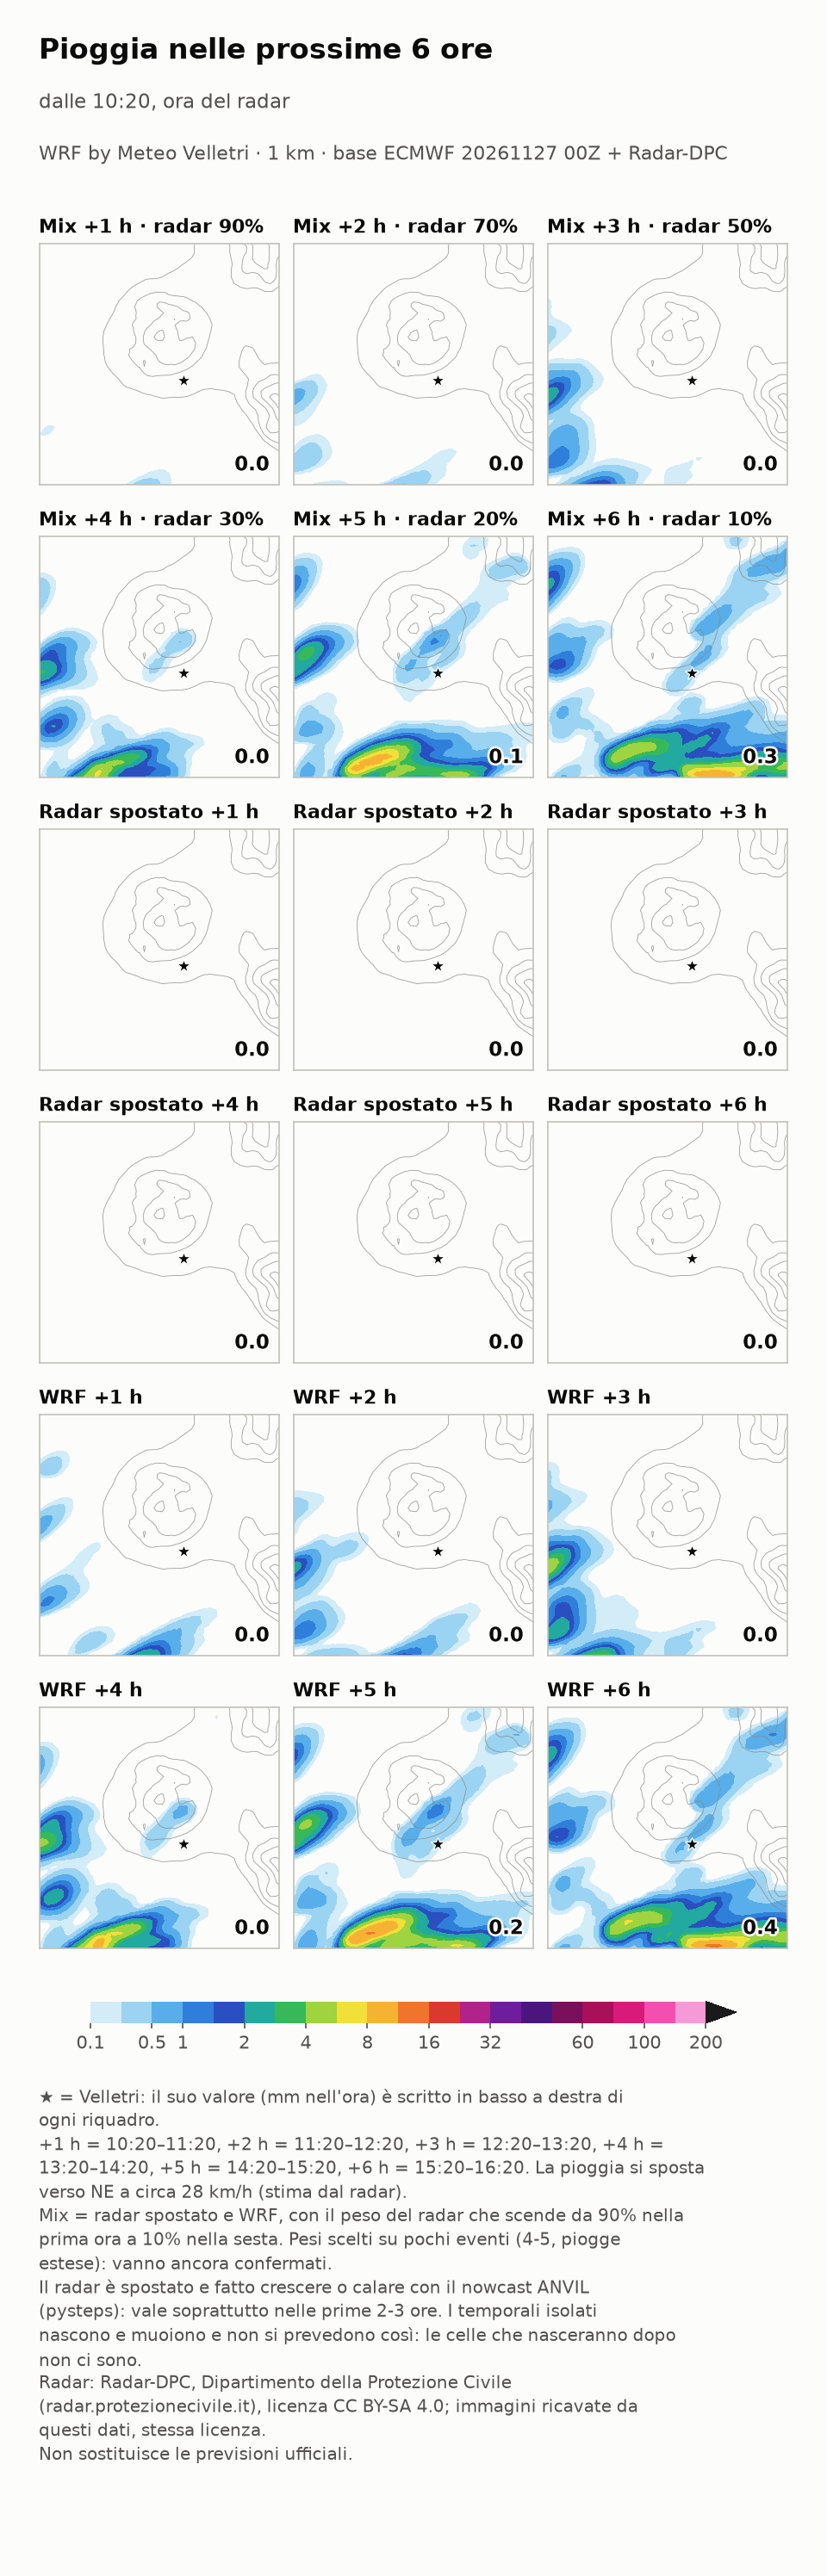 Pioggia nelle prossime 6 ore
dalle 10:20, ora del radar
WRF by Meteo Velletri · 1 km · base ECMWF 20261127 00Z + Radar-DPC
Mix +1 h · radar 90% Mix +2 h · radar 70% Mix +3 h · radar 50%
0.0 0.0 0.0
Mix +4 h · radar 30% Mix +5 h · radar 20% Mix +6 h · radar 10%
0.0 0.1 0.3
Radar spostato +1 h Radar spostato +2 h Radar spostato +3 h
0.0 0.0 0.0
Radar spostato +4 h Radar spostato +5 h Radar spostato +6 h
0.0 0.0 0.0
WRF +1 h WRF +2 h WRF +3 h
0.0 0.0 0.0
WRF +4 h WRF +5 h WRF +6 h
0.0 0.2 0.4
0.1 0.5 1 2 4 8 16 32 60 100 200
★ = Velletri: il suo valore (mm nell'ora) è scritto in basso a destra di
ogni riquadro.
+1 h = 10:20–11:20, +2 h = 11:20–12:20, +3 h = 12:20–13:20, +4 h =
13:20–14:20, +5 h = 14:20–15:20, +6 h = 15:20–16:20. La pioggia si sposta
verso NE a circa 28 km/h (stima dal radar).
Mix = radar spostato e WRF, con il peso del radar che scende da 90% nella
prima ora a 10% nella sesta. Pesi scelti su pochi eventi (4-5, piogge
estese): vanno ancora confermati.
Il radar è spostato e fatto crescere o calare con il nowcast ANVIL
(pysteps): vale soprattutto nelle prime 2-3 ore. I temporali isolati
nascono e muoiono e non si prevedono così: le celle che nasceranno dopo
non ci sono.
Radar: Radar-DPC, Dipartimento della Protezione Civile
(radar.protezionecivile.it), licenza CC BY-SA 4.0; immagini ricavate da
questi dati, stessa licenza.
Non sostituisce le previsioni ufficiali.